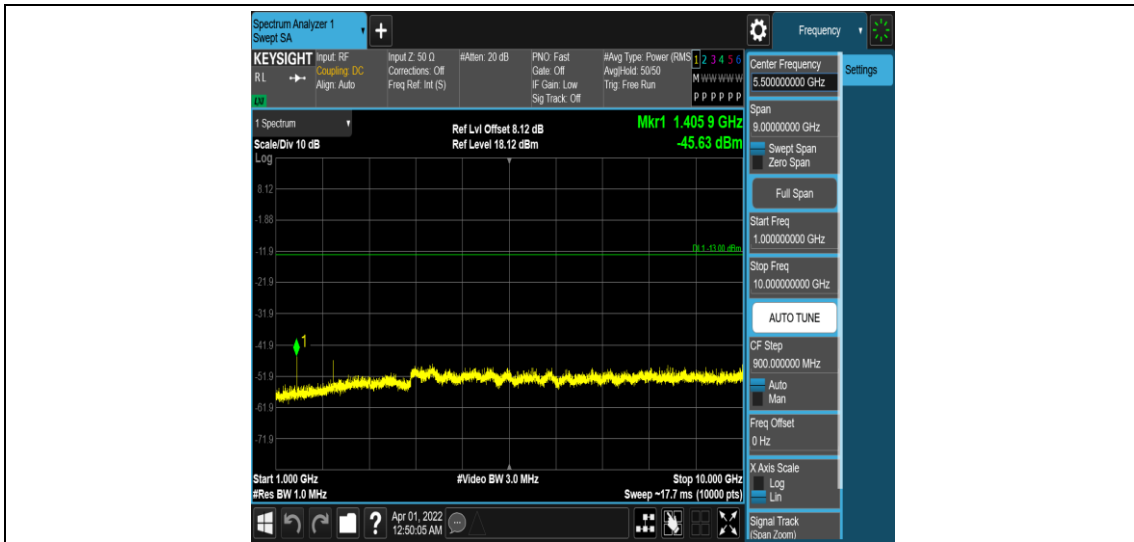 Spectrum Analyzer 1
Swept SA
+
Frequency
KEYSIGHT
RL
LXI
Input: RF
Coupling: DC
Align: Auto
Input Z: 50 Ω
Corrections: Off
Freq Ref: Int (S)
#Atten: 20 dB
PNO: Fast
Gate: Off
IF Gain: Low
Sig Track: Off
#Avg Type: Power (RMS
Avg|Hold: 50/50
Trig: Free Run
1 2 3 4 5 6
M W W W W W
P P P P P P
Center Frequency
5.500000000 GHz
Settings
Span
9.00000000 GHz
Swept Span
Zero Span
Full Span
Start Freq
1.000000000 GHz
Stop Freq
10.000000000 GHz
AUTO TUNE
CF Step
900.000000 MHz
Auto
Man
Freq Offset
0 Hz
X Axis Scale
Log
Lin
Signal Track
(Span Zoom)
1 Spectrum
Scale/Div 10 dB
Log
Ref Lvl Offset 8.12 dB
Ref Level 18.12 dBm
Mkr1 1.405 9 GHz
-45.63 dBm
8.12
-1.88
-11.9
DL1 -13.00 dBm
-21.9
-31.9
-41.9
1
-51.9
-61.9
-71.9
Start 1.000 GHz
#Res BW 1.0 MHz
#Video BW 3.0 MHz
Stop 10.000 GHz
Sweep ~17.7 ms (10000 pts)
?
Apr 01, 2022
12:50:05 AM